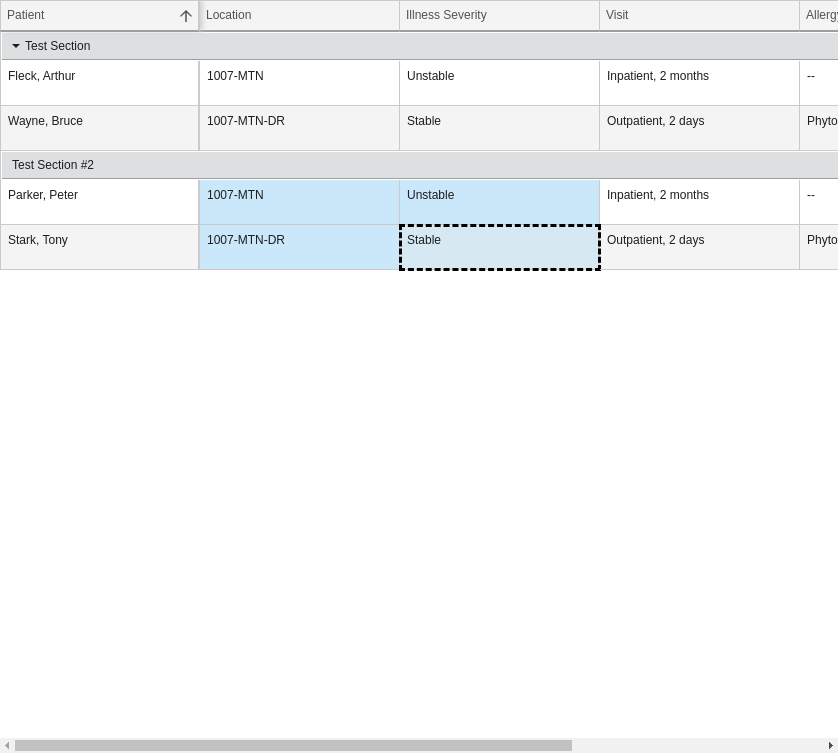 Patient Location Illness Severity Visit Allergy
Test Section
Fleck, Arthur 1007-MTN Unstable Inpatient, 2 months --
Wayne, Bruce 1007-MTN-DR Stable Outpatient, 2 days Phyto
Test Section #2
Parker, Peter 1007-MTN Unstable Inpatient, 2 months --
Stark, Tony 1007-MTN-DR Stable Outpatient, 2 days Phyto